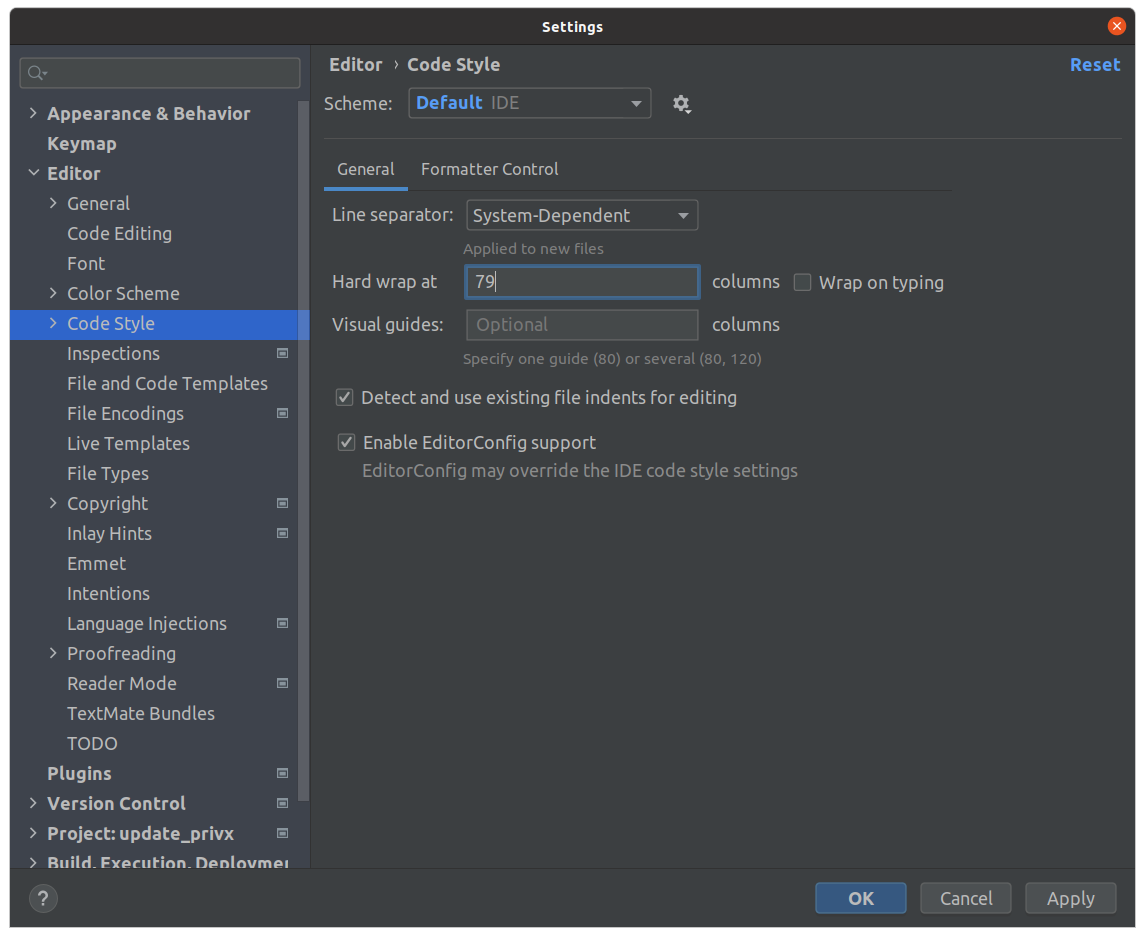 Settings
Appearance & Behavior
Keymap
Editor
General
Code Editing
Font
Color Scheme
Code Style
Inspections
File and Code Templates
File Encodings
Live Templates
File Types
Copyright
Inlay Hints
Emmet
Intentions
Language Injections
Proofreading
Reader Mode
TextMate Bundles
TODO
Plugins
Version Control
Project: update_privx
Build, Execution, Deploymen
Editor › Code Style
Reset
Scheme: Default IDE
General Formatter Control
Line separator: System-Dependent
Applied to new files
Hard wrap at 79 columns Wrap on typing
Visual guides: Optional columns
Specify one guide (80) or several (80, 120)
Detect and use existing file indents for editing
Enable EditorConfig support
EditorConfig may override the IDE code style settings
? OK Cancel Apply